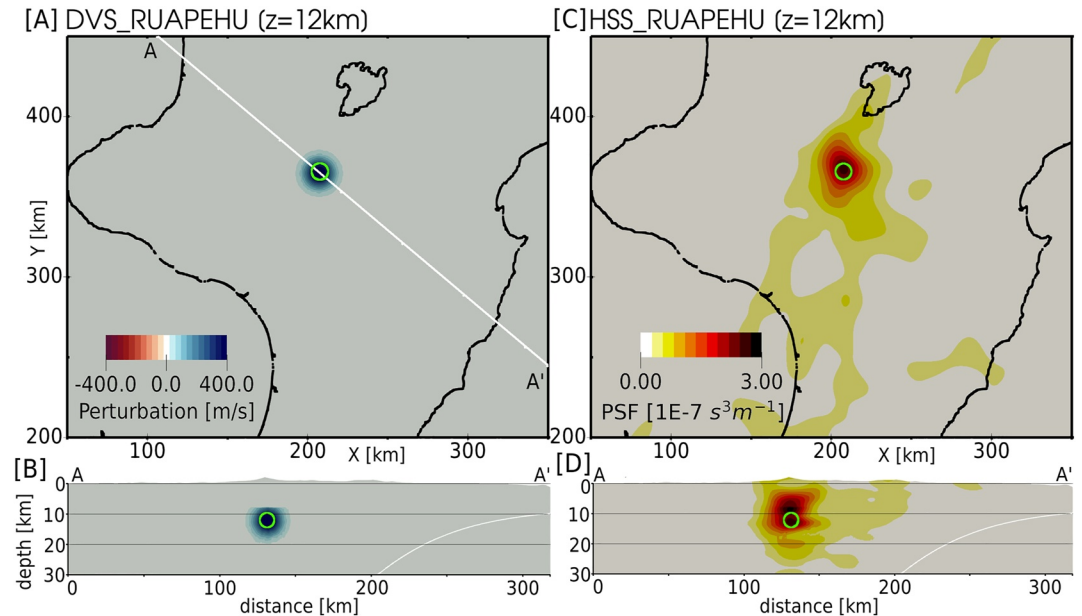 [A] DVS_RUAPEHU (z=12km)
A
400
300
200
Y [km]
-400.0 0.0 400.0
Perturbation [m/s]
A'
100 200 300
X [km]
[C] HSS_RUAPEHU (z=12km)
400
300
200
0.00 3.00
PSF [1E-7 s³m⁻¹]
100 200 300
X [km]
[B] A A'
0
10
20
30
depth [km]
0 100 200 300
distance [km]
[D] A A'
0
10
20
30
0 100 200 300
distance [km]